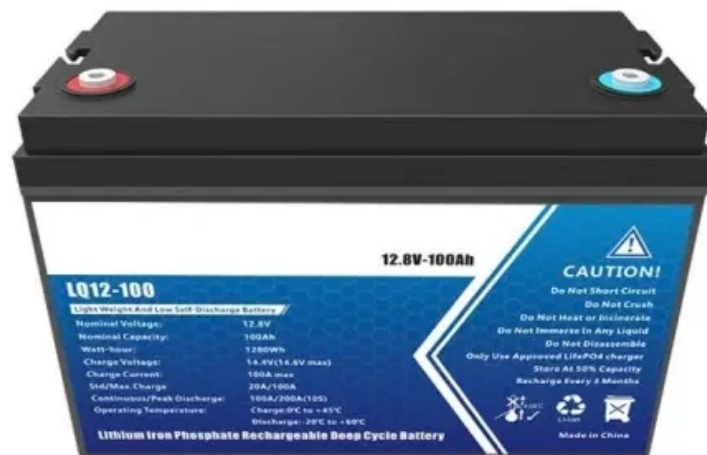 12.8V-100Ah
LQ12-100
Light Weight And Low Self-Discharge Battery
Nominal Voltage: 12.8V
Nominal Capacity: 100Ah
Watt-hour: 1280Wh
Charge Voltage: 14.4V(14.6V max)
Charge Current: 100A max
Std/Max Charge 20A/100A
Continuous/Peak Discharge: 100A/200A(10S)
Operating Temperature: Charge:0℃ to +45℃
Discharge:-20℃ to +60℃
Lithium Iron Phosphate Rechargeable Deep Cycle Battery
CAUTION!
Do Not Short Circuit
Do Not Crush
Do Not Heat or Incinerate
Do Not Immerse In Any Liquid
Do Not Disassemble
Only Use Approved LifePO4 charger
Store At 50% Capacity
Recharge Every 3 Months
Li-ion
Made in China